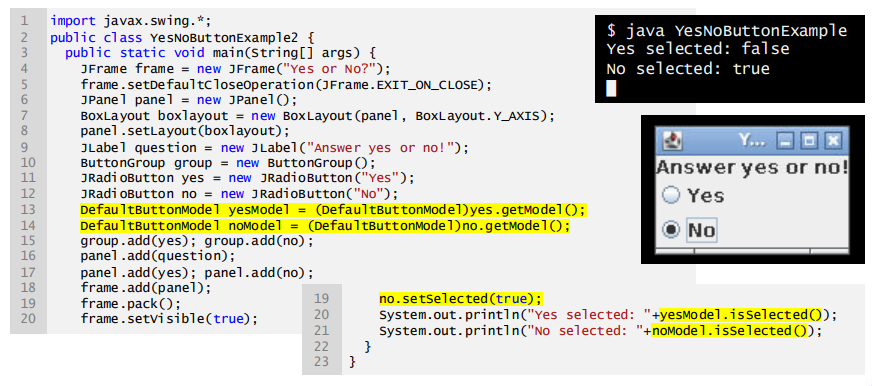 1 import javax.swing.*;
2 public class YesNoButtonExample2 {
3 public static void main(String[] args) {
4 JFrame frame = new JFrame("Yes or No?");
5 frame.setDefaultCloseOperation(JFrame.EXIT_ON_CLOSE);
6 JPanel panel = new JPanel();
7 BoxLayout boxlayout = new BoxLayout(panel, BoxLayout.Y_AXIS);
8 panel.setLayout(boxlayout);
9 JLabel question = new JLabel("Answer yes or no!");
10 ButtonGroup group = new ButtonGroup();
11 JRadioButton yes = new JRadioButton("Yes");
12 JRadioButton no = new JRadioButton("No");
13 DefaultButtonModel yesModel = (DefaultButtonModel)yes.getModel();
14 DefaultButtonModel noModel = (DefaultButtonModel)no.getModel();
15 group.add(yes); group.add(no);
16 panel.add(question);
17 panel.add(yes); panel.add(no);
18 frame.add(panel);
19 frame.pack();
20 frame.setVisible(true);
19 no.setSelected(true);
20 System.out.println("Yes selected: "+yesModel.isSelected());
21 System.out.println("No selected: "+noModel.isSelected());
22 }
23 }
$ java YesNoButtonExample
Yes selected: false
No selected: true
Y...
Answer yes or no!
Yes
No